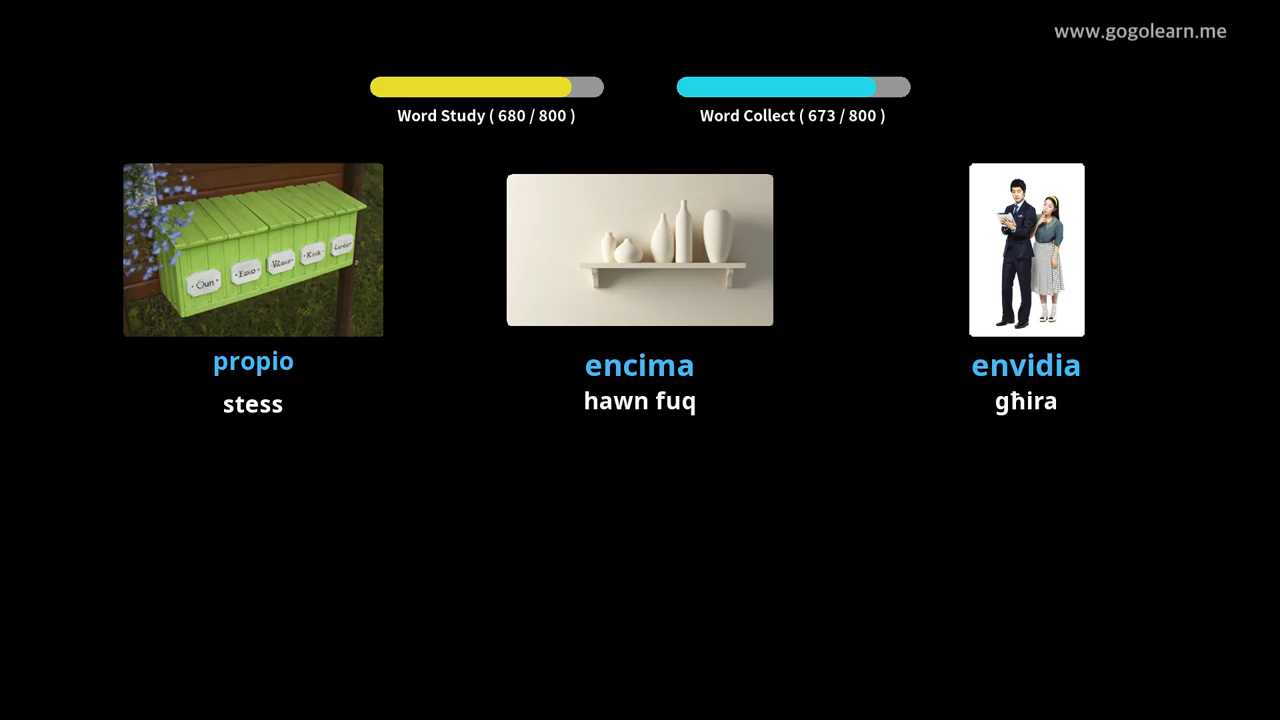 www.gogolearn.me
Word Study ( 680 / 800 )
Word Collect ( 673 / 800 )
propio
stess
encima
hawn fuq
envidia
għira